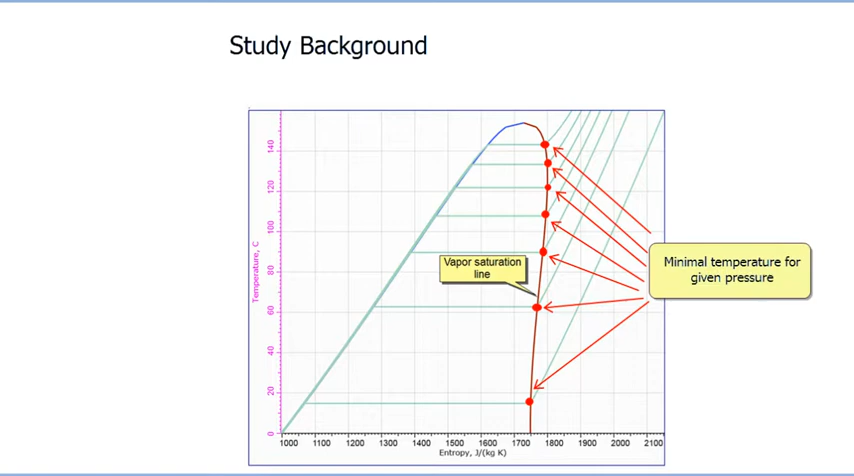 Study Background
Temperature, C
140
120
100
80
60
40
20
0
Vapor saturation
line
Minimal temperature for
given pressure
1000 1100 1200 1300 1400 1500 1600 1700 1800 1900 2000 2100
Entropy, J/(kg K)